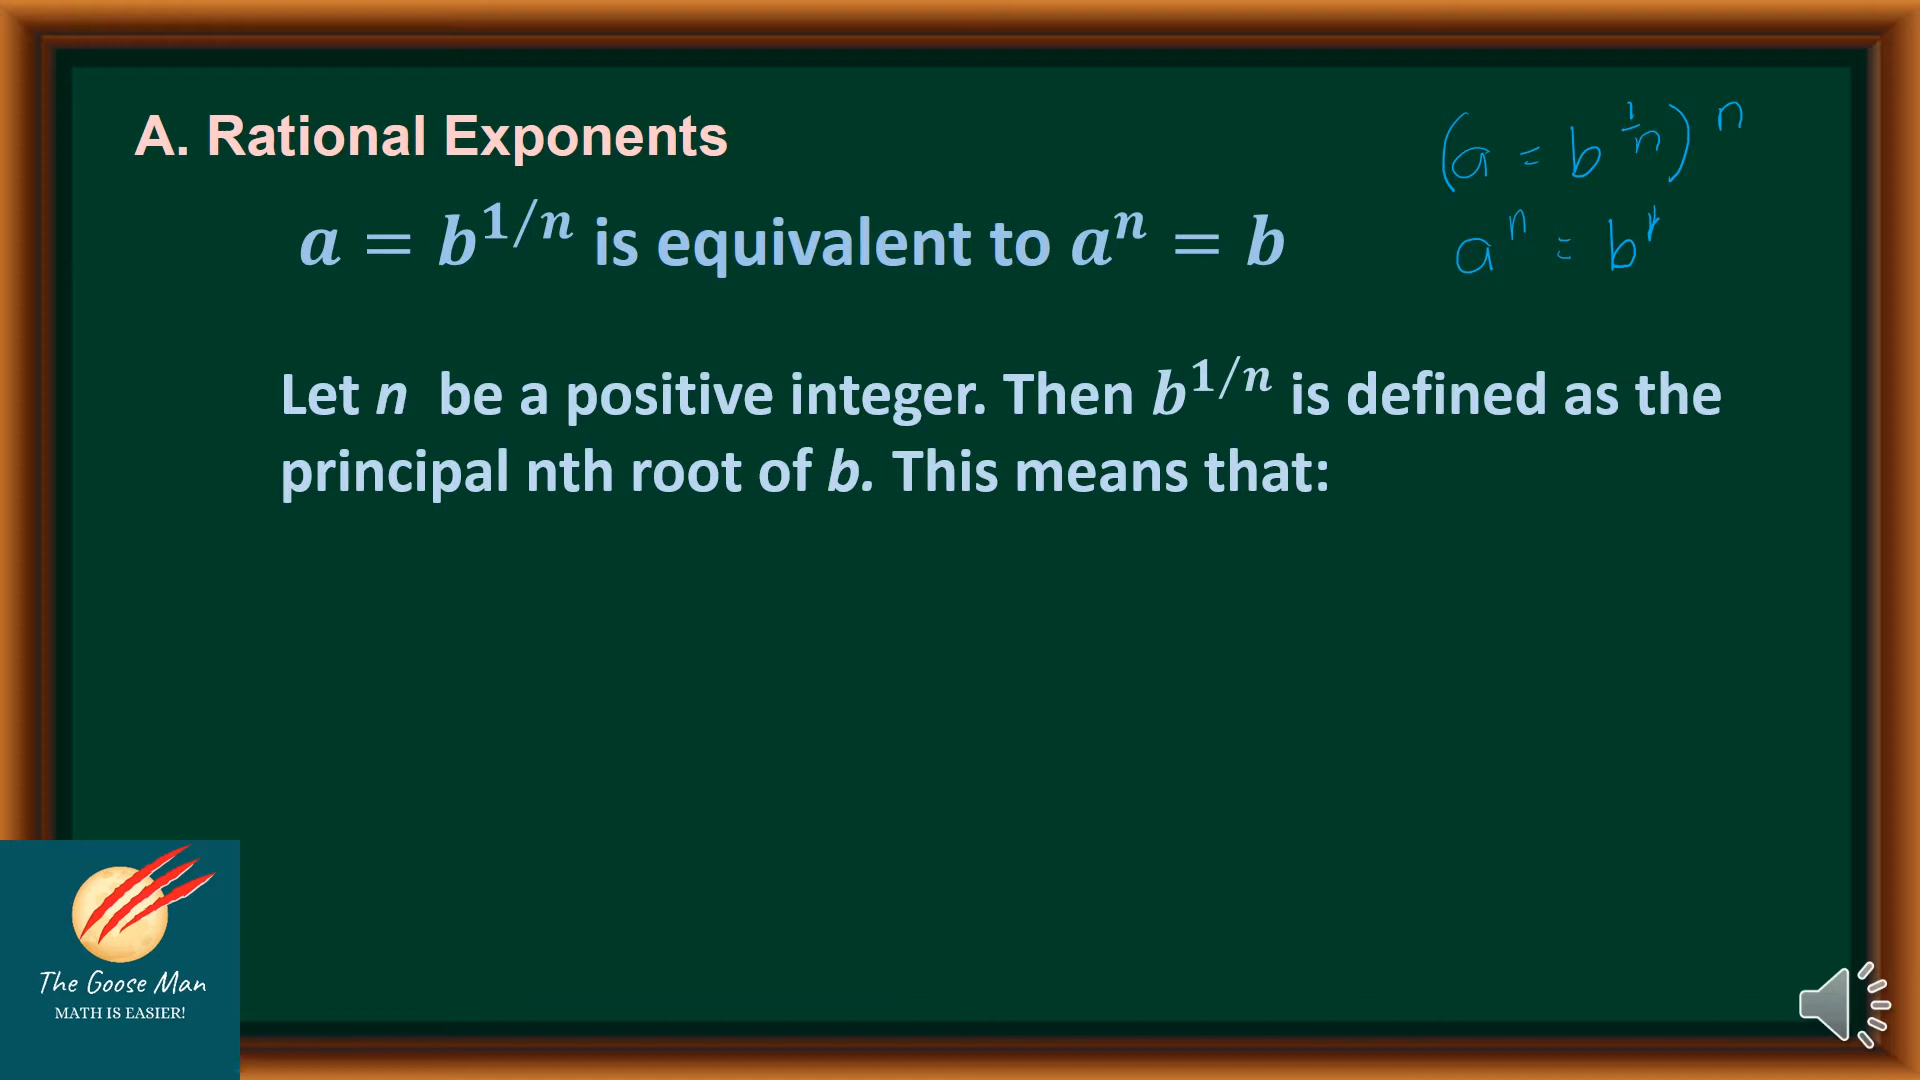 A. Rational Exponents
(a = b^{1/n})^n
a = b^{1/n} is equivalent to a^n = b
a^n = b^1
Let n be a positive integer. Then b^{1/n} is defined as the
principal nth root of b. This means that:
The Goose Man
MATH IS EASIER!